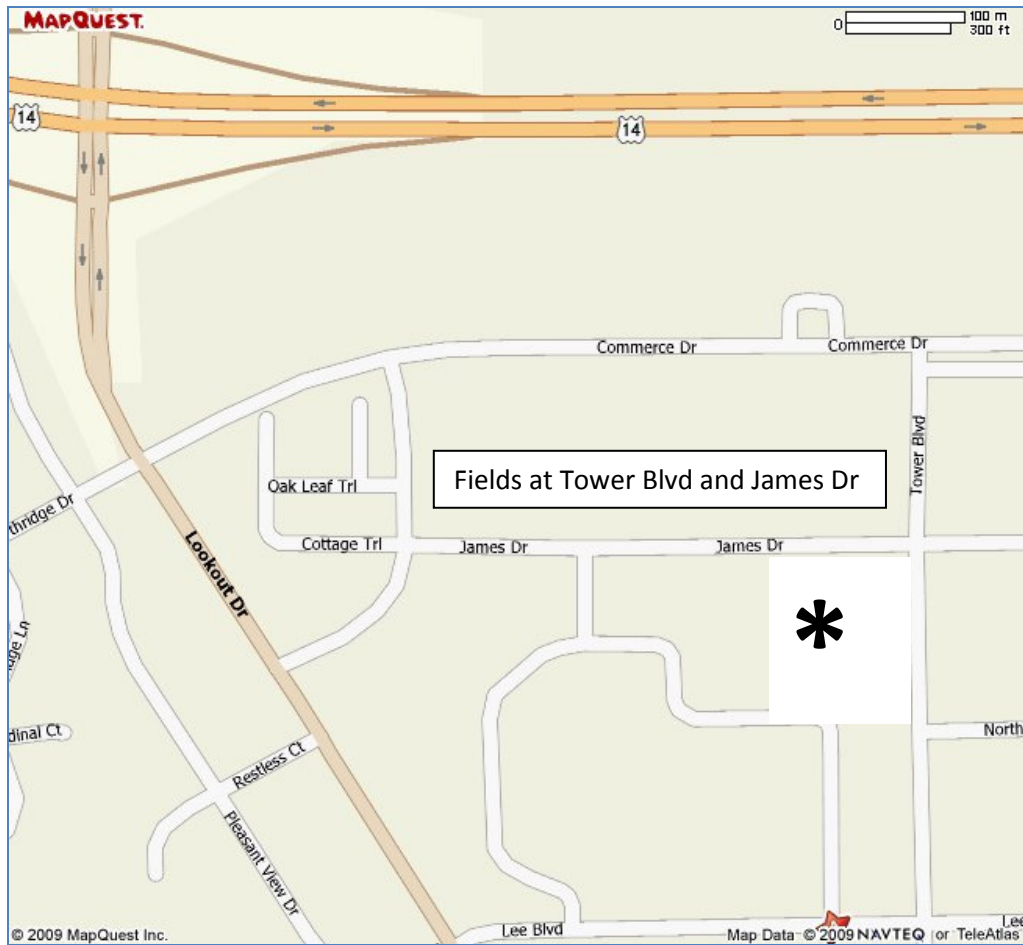 MAPQUEST.
0 100 m
300 ft
14
14
Commerce Dr
Commerce Dr
Tower Blvd
Fields at Tower Blvd and James Dr
Oak Leaf Trl
thridge Dr
Cottage Trl
James Dr
James Dr
Lookout Dr
age Ln
*
dinal Ct
North
Restless Ct
Pleasant View Dr
Lee Blvd
Lee
© 2009 MapQuest Inc.
Map Data © 2009 NAVTEQ or TeleAtlas